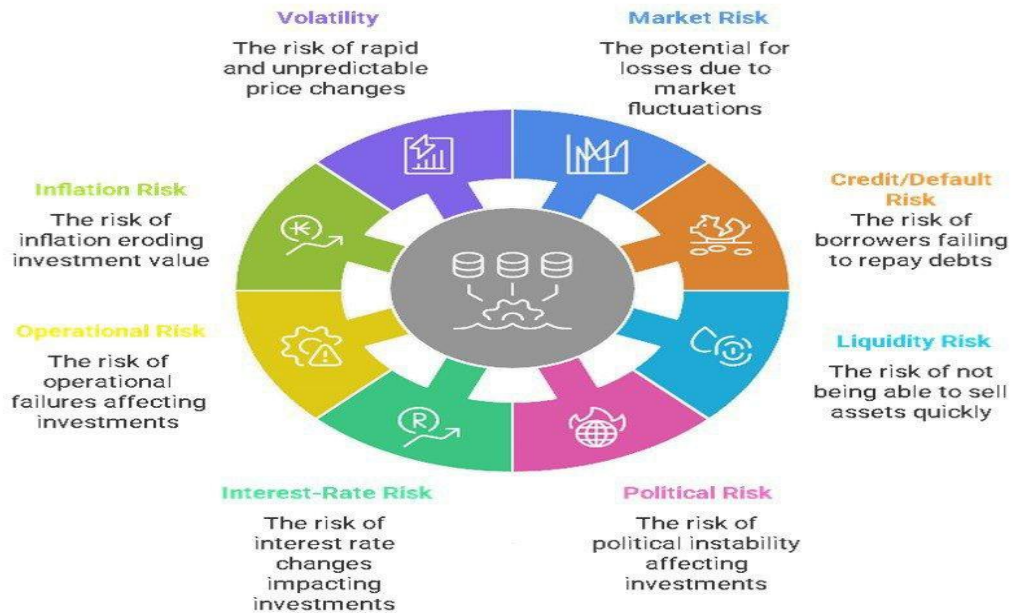 Volatility
The risk of rapid
and unpredictable
price changes
Market Risk
The potential for
losses due to
market
fluctuations
Credit/Default
Risk
The risk of
borrowers failing
to repay debts
Liquidity Risk
The risk of not
being able to sell
assets quickly
Political Risk
The risk of
political instability
affecting
investments
Interest-Rate Risk
The risk of
interest rate
changes
impacting
investments
Operational Risk
The risk of
operational
failures affecting
investments
Inflation Risk
The risk of
inflation eroding
investment value
R